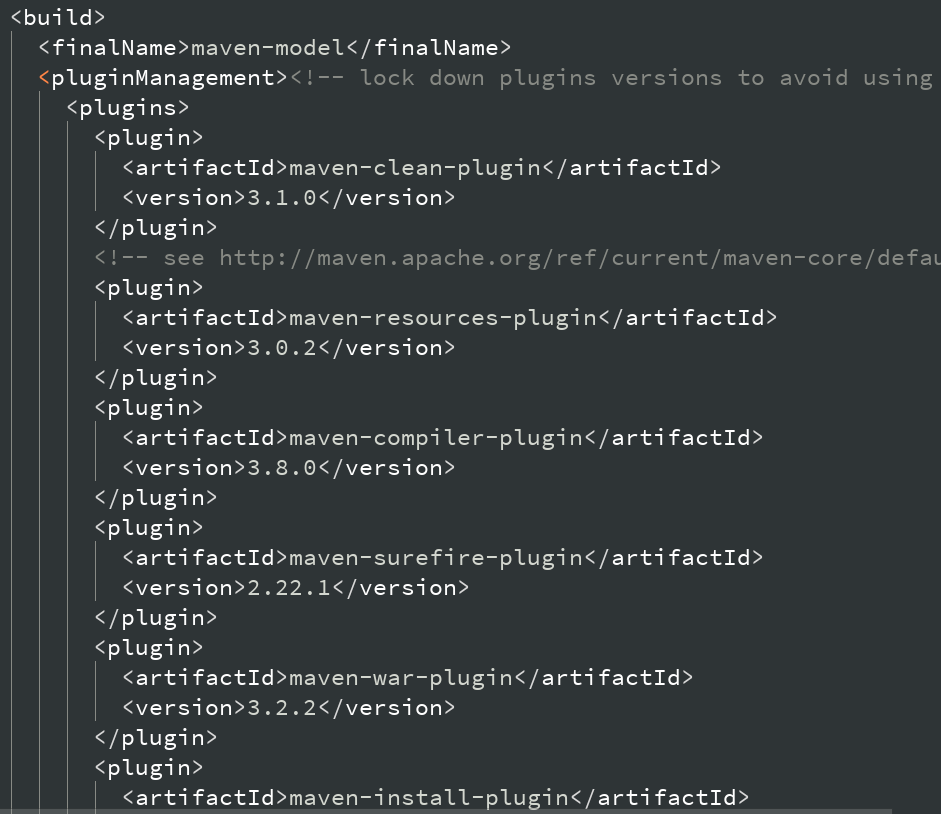 <build>
<finalName>maven-model</finalName>
<pluginManagement><!-- lock down plugins versions to avoid using
<plugins>
<plugin>
<artifactId>maven-clean-plugin</artifactId>
<version>3.1.0</version>
</plugin>
<!-- see http://maven.apache.org/ref/current/maven-core/defau
<plugin>
<artifactId>maven-resources-plugin</artifactId>
<version>3.0.2</version>
</plugin>
<plugin>
<artifactId>maven-compiler-plugin</artifactId>
<version>3.8.0</version>
</plugin>
<plugin>
<artifactId>maven-surefire-plugin</artifactId>
<version>2.22.1</version>
</plugin>
<plugin>
<artifactId>maven-war-plugin</artifactId>
<version>3.2.2</version>
</plugin>
<plugin>
<artifactId>maven-install-plugin</artifactId>